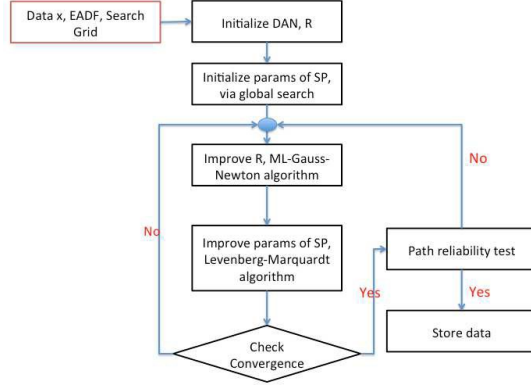 Data x, EADF, Search
Grid
Initialize DAN, R
Initialize params of SP,
via global search
Improve R, ML-Gauss-
Newton algorithm
No
No
Improve params of SP,
Levenberg-Marquardt
algorithm
Path reliability test
Yes
Yes
Store data
Check
Convergence